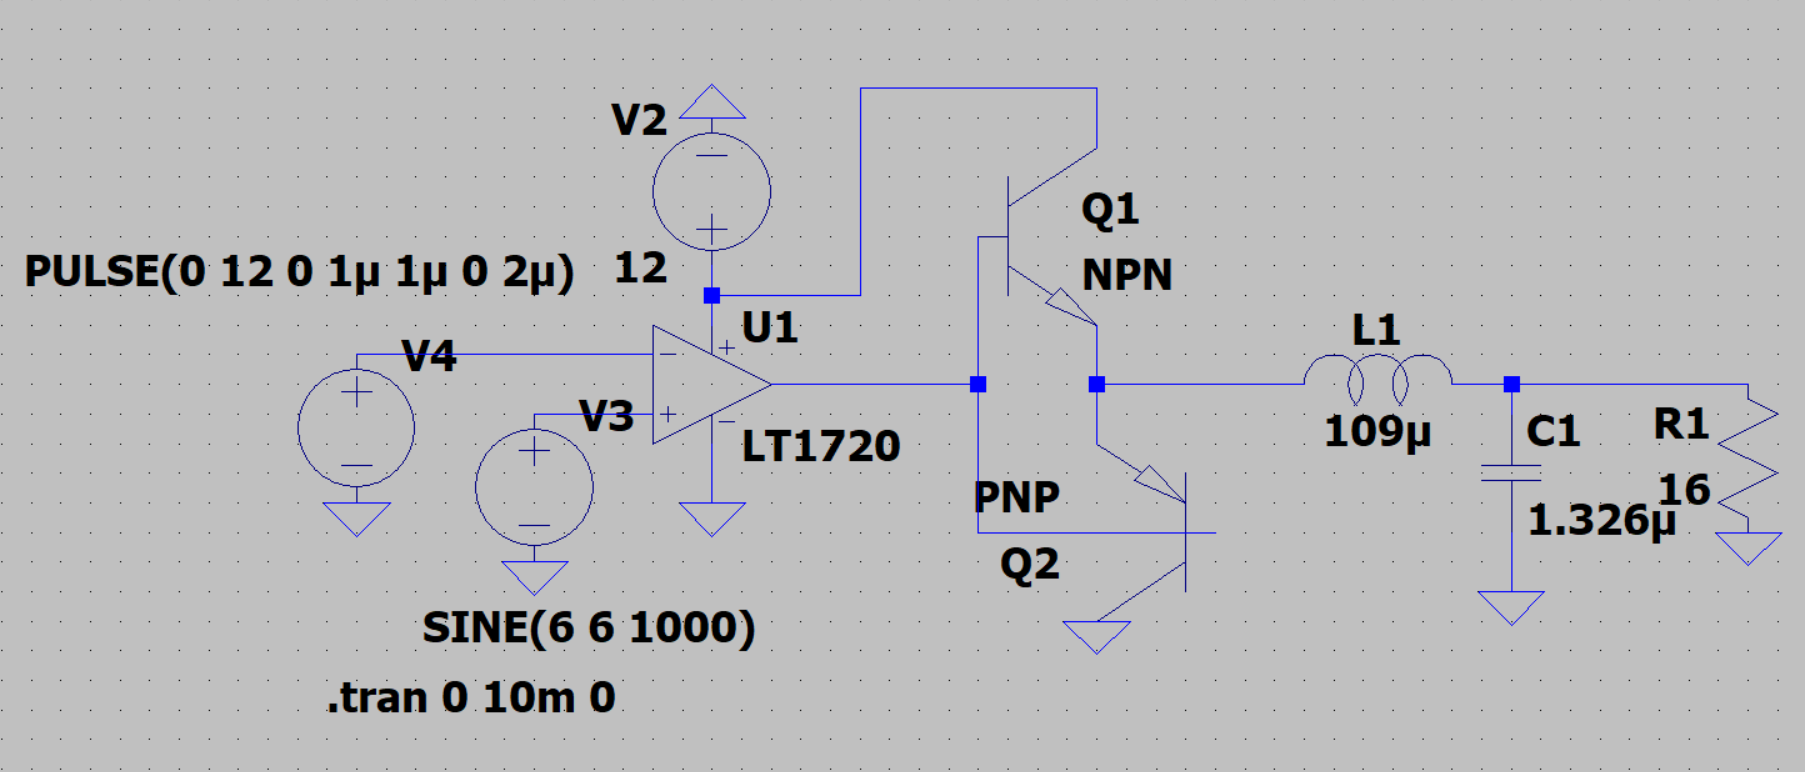 V2
Q1
PULSE(0 12 0 1µ 1µ 0 2µ)
12
NPN
U1
L1
V4
V3
LT1720
109µ
C1
R1
PNP
16
1.326µ
Q2
SINE(6 6 1000)
.tran 0 10m 0